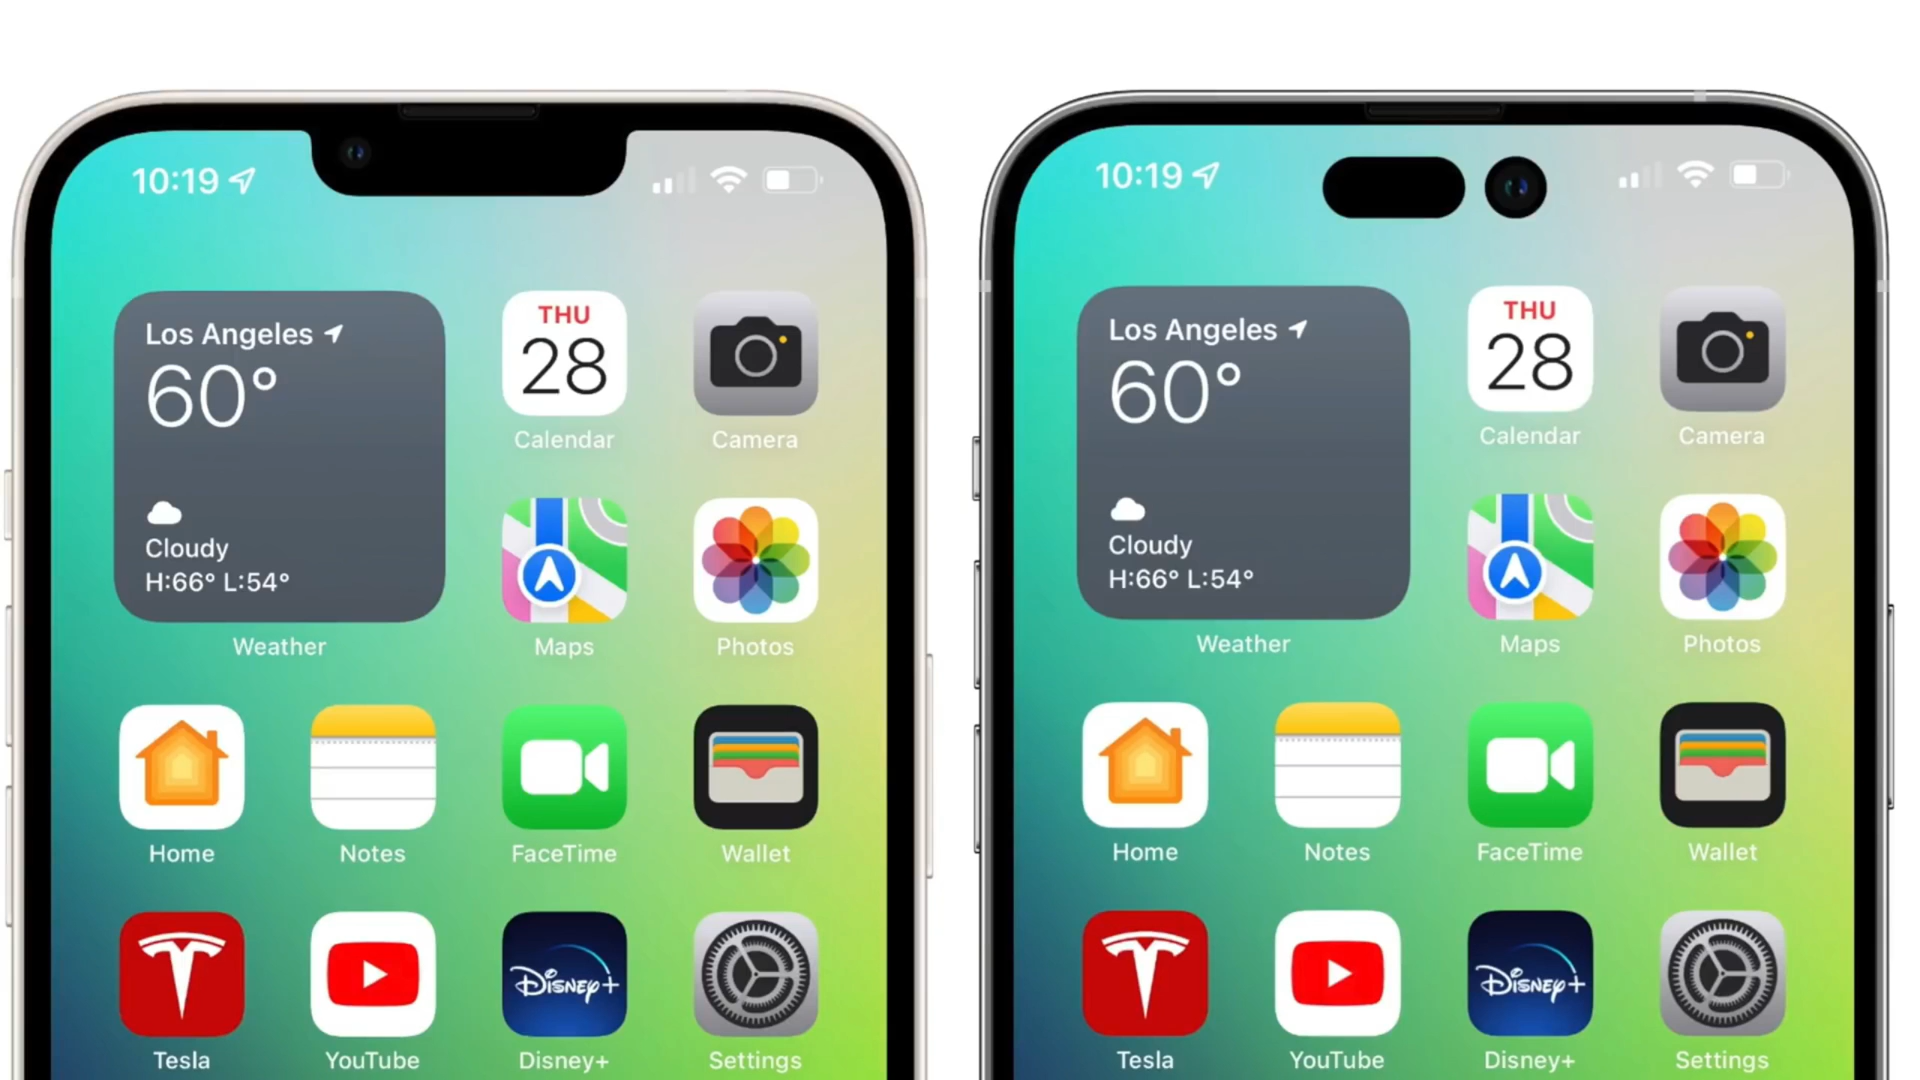 10:19
Los Angeles
60°
Cloudy
H:66° L:54°
Weather
THU
28
Calendar
Camera
Maps
Photos
Home
Notes
FaceTime
Wallet
Disney+
Tesla
YouTube
Disney+
Settings
10:19
Los Angeles
60°
Cloudy
H:66° L:54°
Weather
THU
28
Calendar
Camera
Maps
Photos
Home
Notes
FaceTime
Wallet
Disney+
Tesla
YouTube
Disney+
Settings